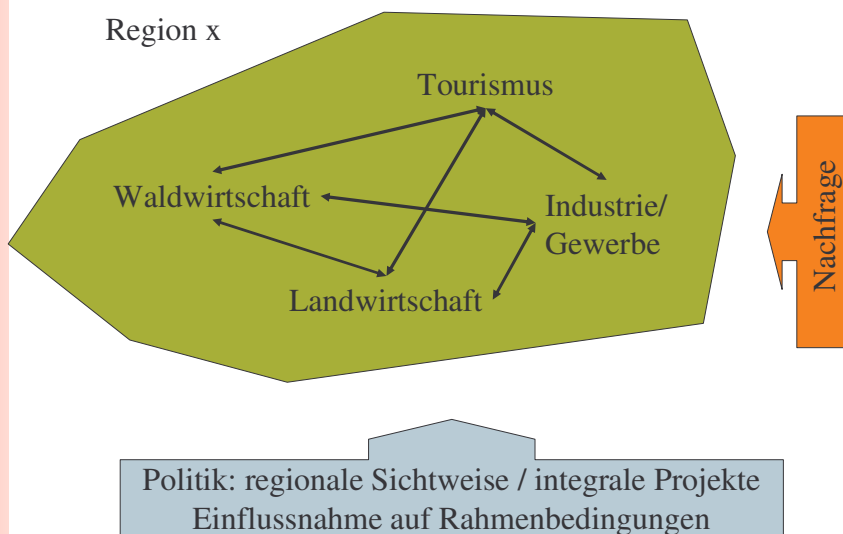 Region x
Tourismus
Waldwirtschaft
Industrie/
Gewerbe
Landwirtschaft
Nachfrage
Politik: regionale Sichtweise / integrale Projekte
Einflussnahme auf Rahmenbedingungen